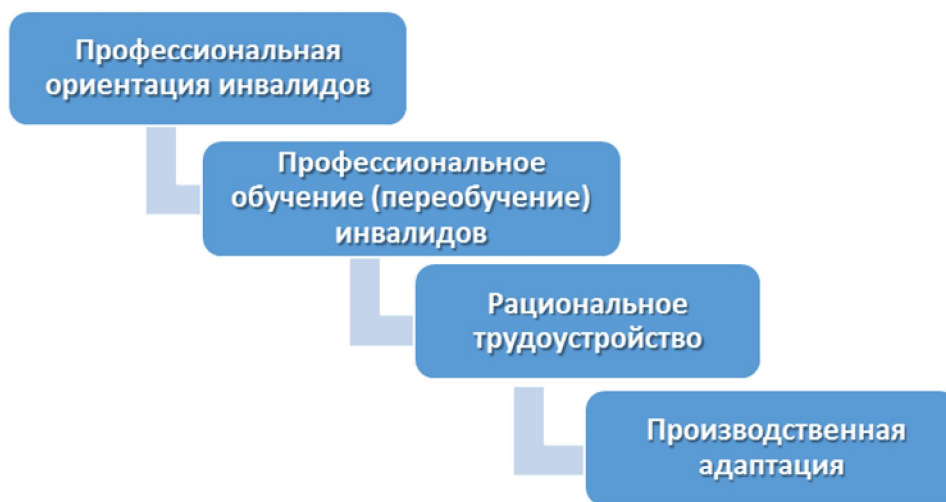 Профессиональная
ориентация инвалидов
Профессиональное
обучение (переобучение)
инвалидов
Рациональное
трудоустройство
Производственная
адаптация